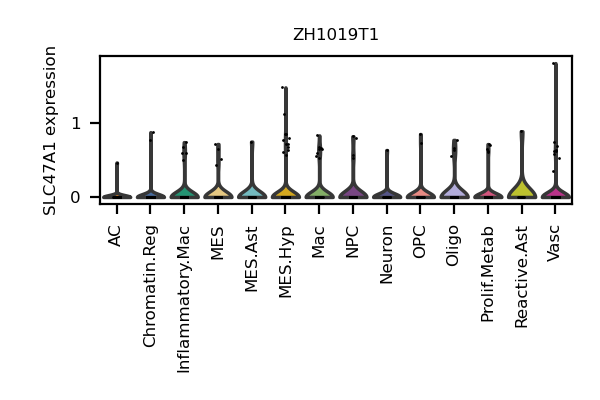 ZH1019T1
SLC47A1 expression
1
0
AC
Chromatin.Reg
Inflammatory.Mac
MES
MES.Ast
MES.Hyp
Mac
NPC
Neuron
OPC
Oligo
Prolif.Metab
Reactive.Ast
Vasc